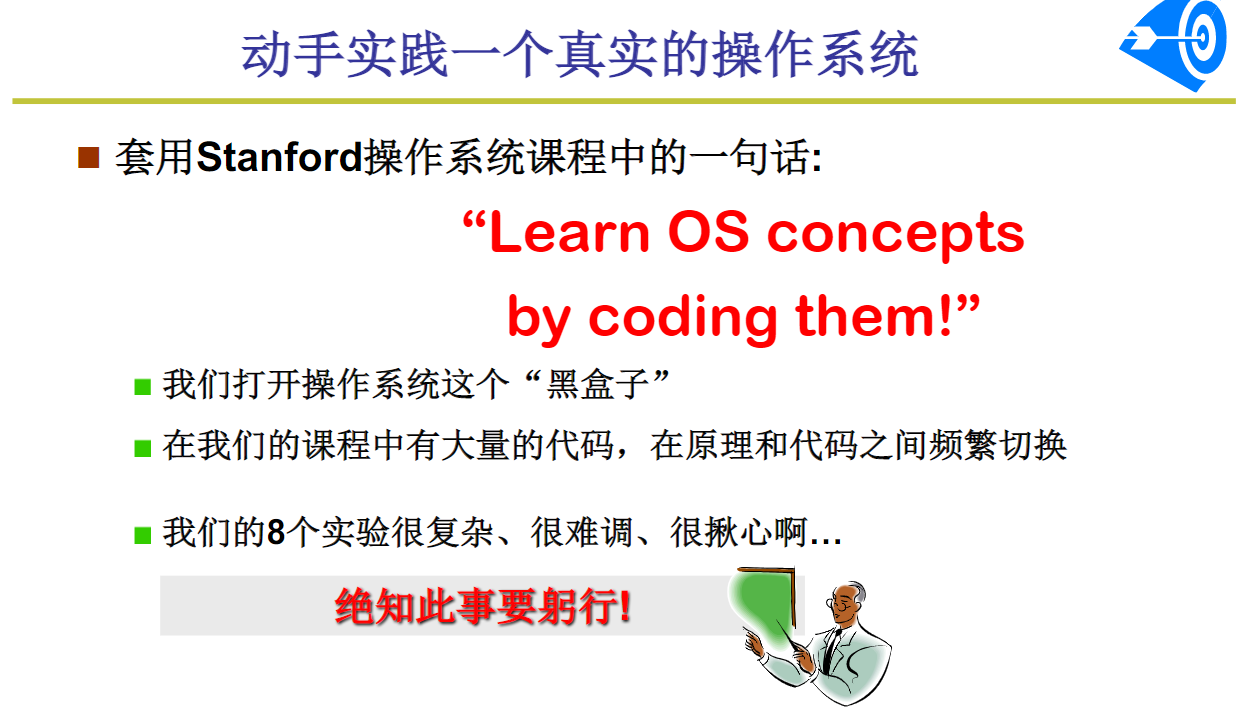 动手实践一个真实的操作系统
套用Stanford操作系统课程中的一句话:
“Learn OS concepts
by coding them!”
我们打开操作系统这个“黑盒子”
在我们的课程中有大量的代码，在原理和代码之间频繁切换
我们的8个实验很复杂、很难调、很揪心啊...
绝知此事要躬行!